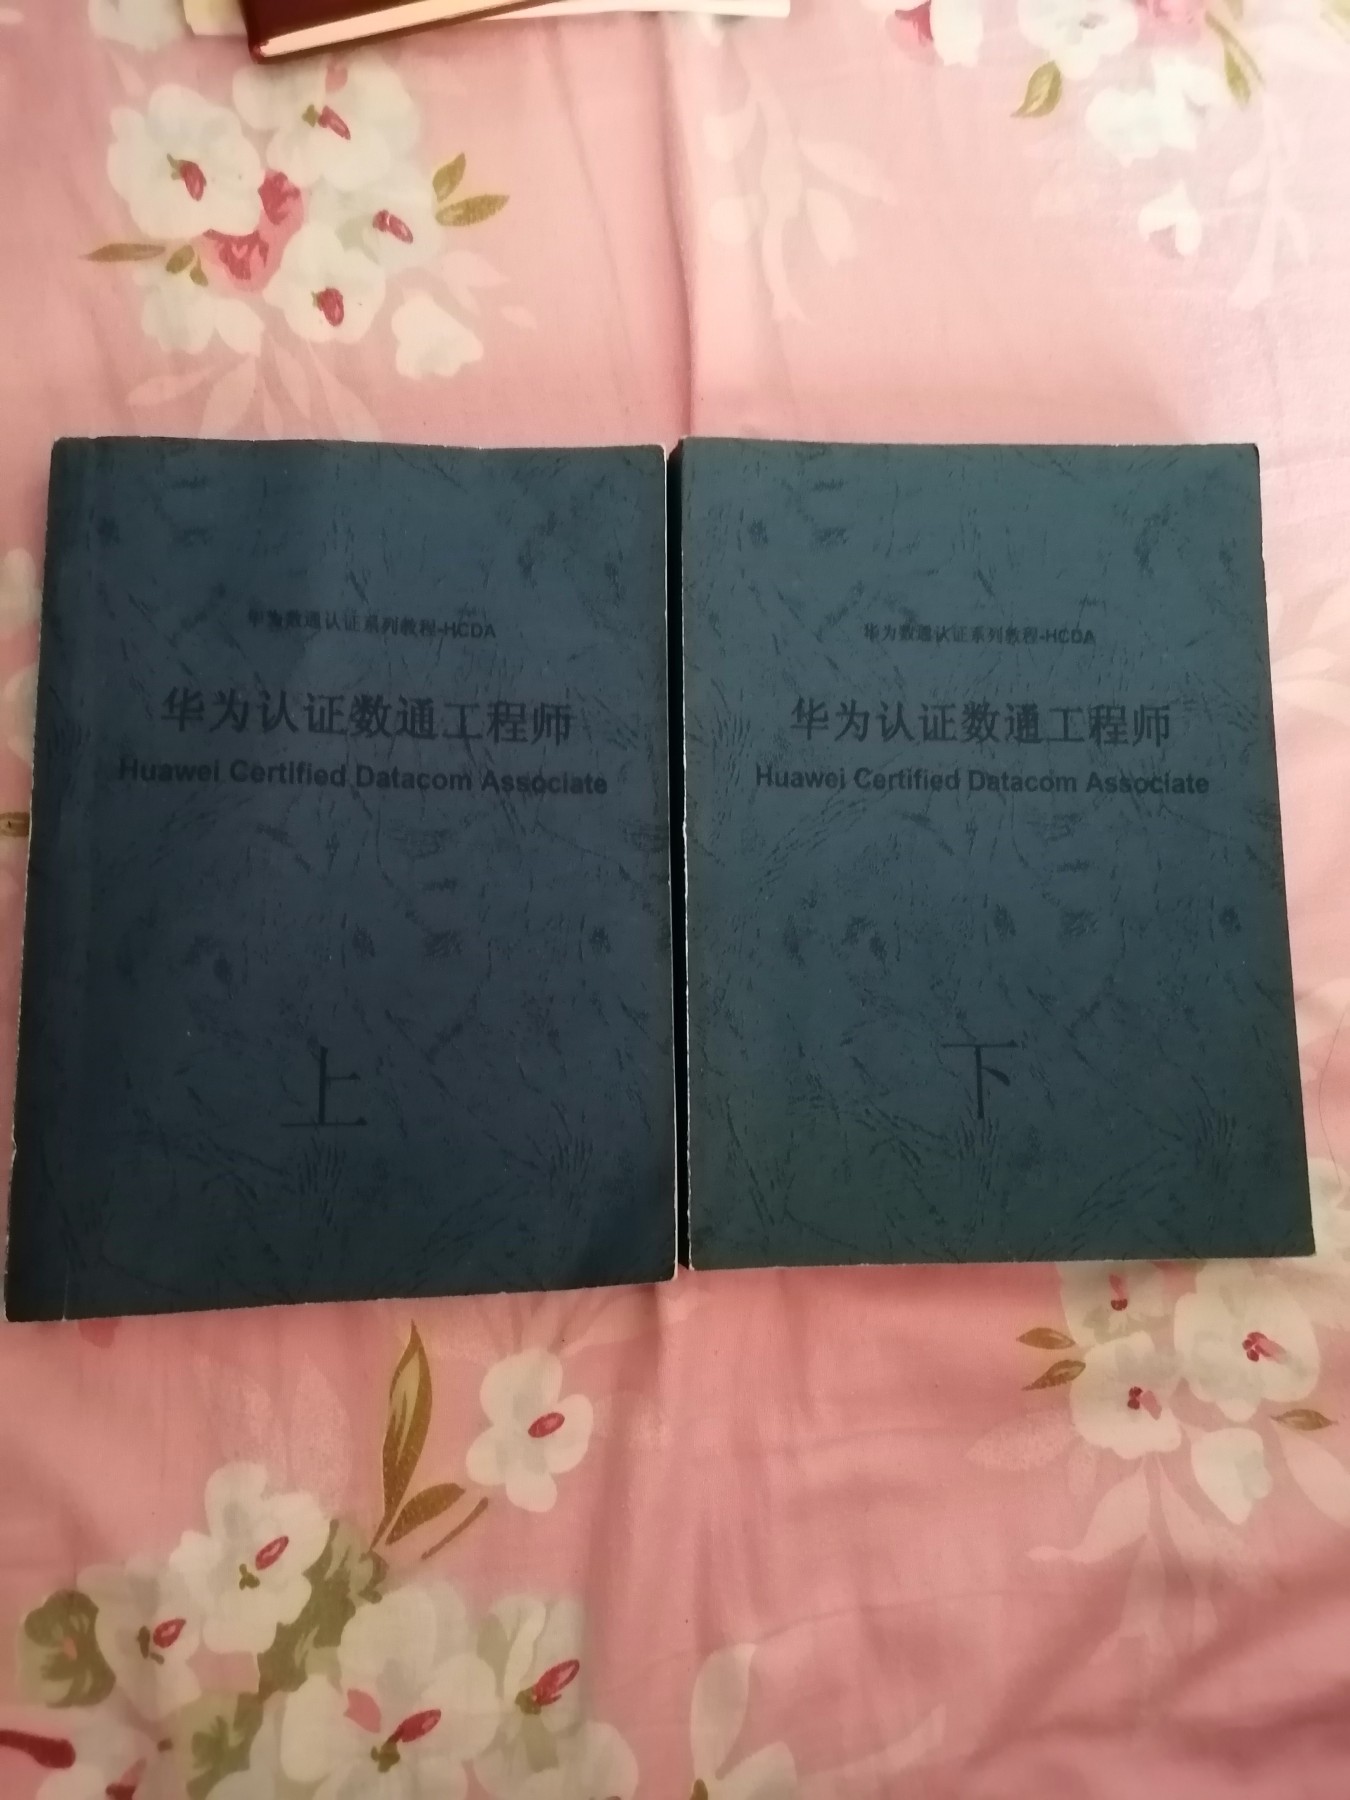 华为数通认证系列教程-HCDA
华为认证数通工程师
Huawei Certified Datacom Associate
上
华为数通认证系列教程-HCDA
华为认证数通工程师
Huawei Certified Datacom Associate
下